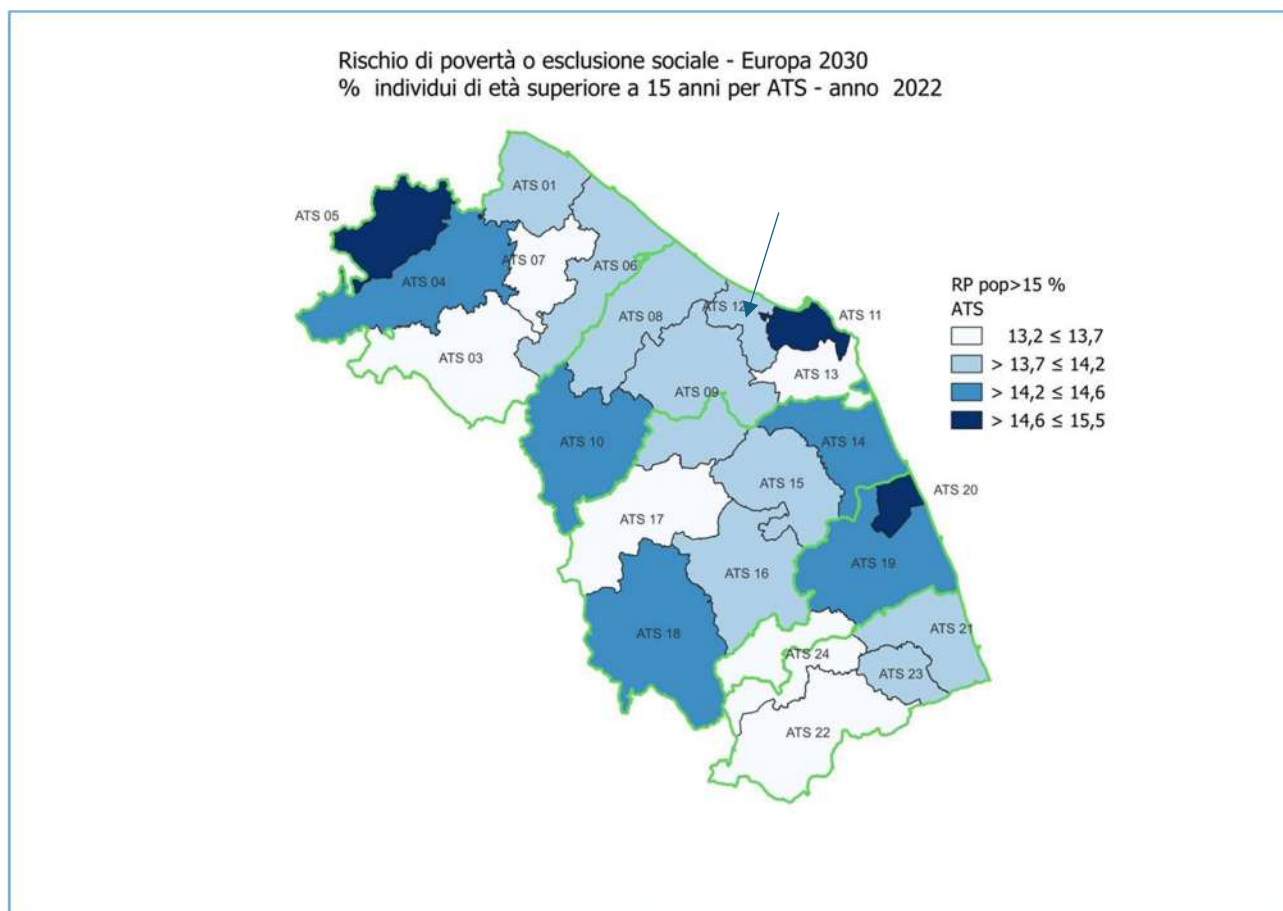 Rischio di povertà o esclusione sociale - Europa 2030
% individui di età superiore a 15 anni per ATS - anno 2022
ATS 01
ATS 05
ATS 07
ATS 06
ATS 04
ATS 12
ATS 11
ATS 08
ATS 03
ATS 13
ATS 09
ATS 10
ATS 14
ATS 15
ATS 20
ATS 17
ATS 19
ATS 16
ATS 21
ATS 18
ATS 24
ATS 23
ATS 22
RP pop>15 %
ATS
13,2 ≤ 13,7
> 13,7 ≤ 14,2
> 14,2 ≤ 14,6
> 14,6 ≤ 15,5